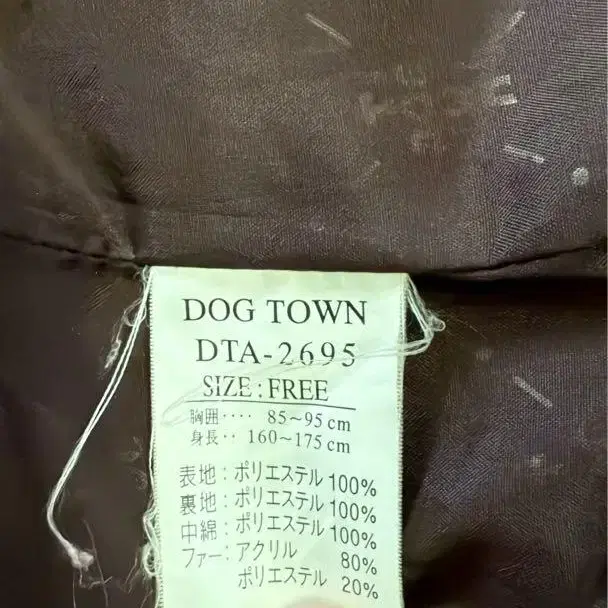 DOG TOWN
DTA-2695
SIZE : FREE
胸囲‥‥ 85~95 cm
身長‥ 160~175 cm
表地 : ポリエステル 100%
裏地 : ポリエステル 100%
中綿 : ポリエステル 100%
ファー : アクリル 80%
ポリエステル 20%